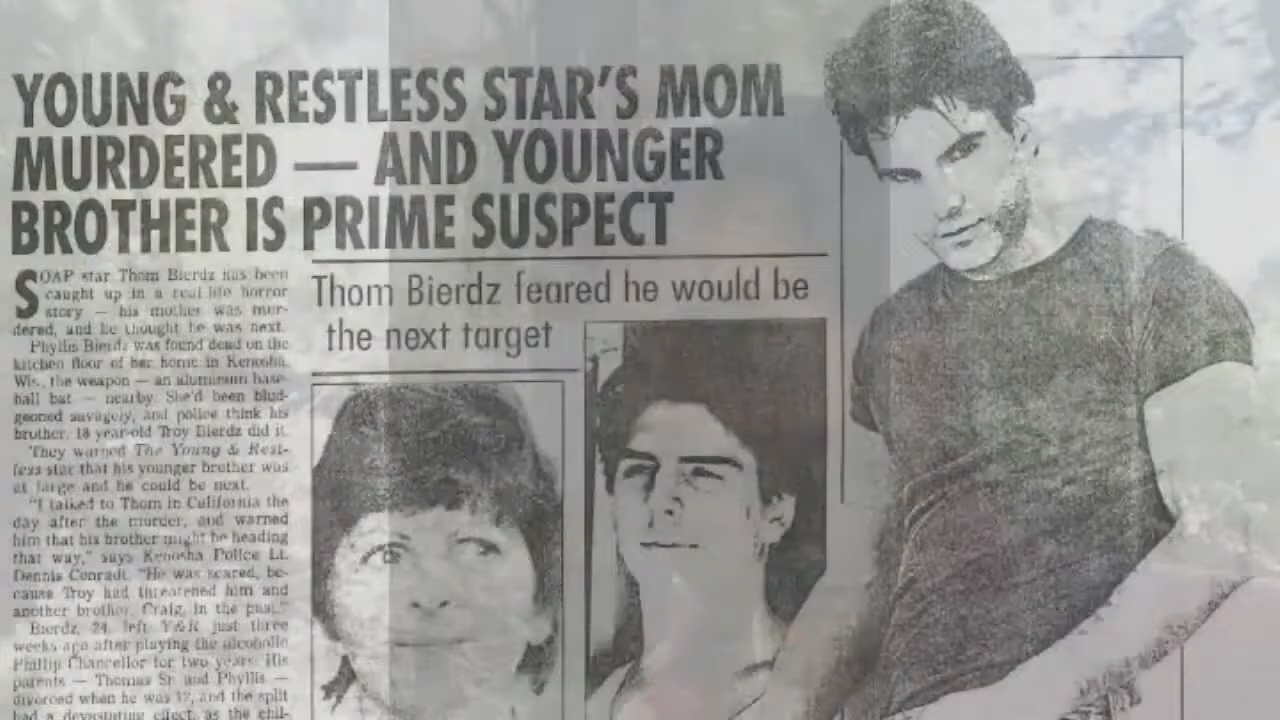 YOUNG & RESTLESS STAR'S MOM
MURDERED — AND YOUNGER
BROTHER IS PRIME SUSPECT
Thom Bierdz feared he would be
the next target
SOAP star Thom Bierdz has been
caught up in a real-life horror
story — his mother was mur-
dered, and he thought he was next.
Phyllis Bierdz was found dead on the
kitchen floor of her home in Kenosha,
Wis., the weapon — an aluminum base-
ball bat — nearby. She'd been blud-
geoned savagely, and police think his
brother, 18 year-old Troy Bierdz did it.
They warned The Young & Rest-
less star that his younger brother was
at large and he could be next.
"I talked to Thom in California the
day after the murder, and warned
him that his brother might be heading
that way," says Kenosha Police Lt.
Dennis Conradt. "He was scared, be-
cause Troy had threatened him and
another brother, Craig, in the past."
Bierdz, 24, left Y&R just three
weeks ago after playing the alcoholic
Phillip Chancellor for two years. His
parents — Thomas Sr. and Phyllis —
divorced when he was 17, and the split
had a devastating effect, as the chil-